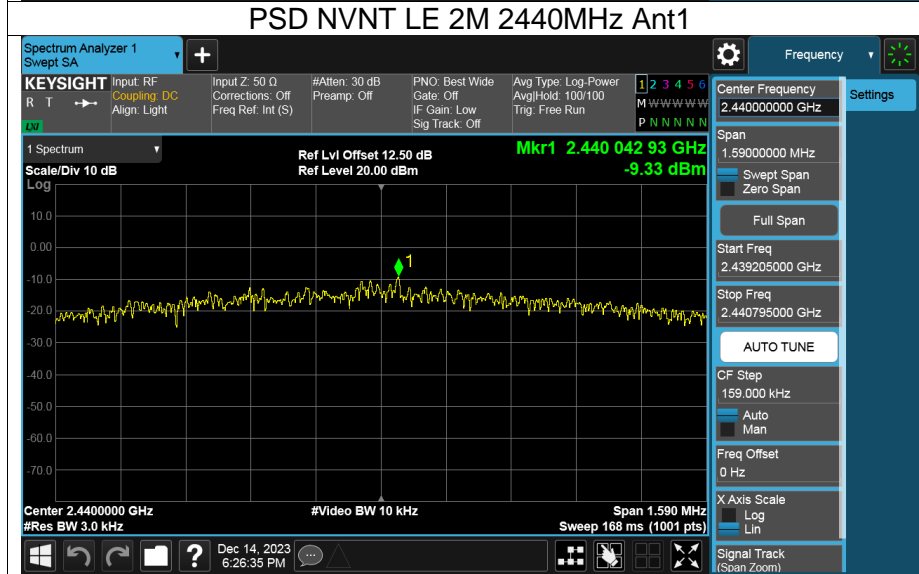 PSD NVNT LE 2M 2440MHz Ant1
Spectrum Analyzer 1
Swept SA
+
Frequency
KEYSIGHT
R T
LXI
Input: RF
Coupling: DC
Align: Light
Input Z: 50 Ω
Corrections: Off
Freq Ref: Int (S)
#Atten: 30 dB
Preamp: Off
PNO: Best Wide
Gate: Off
IF Gain: Low
Sig Track: Off
Avg Type: Log-Power
Avg|Hold: 100/100
Trig: Free Run
1 2 3 4 5 6
M W W W W W
P N N N N N
1 Spectrum
Scale/Div 10 dB
Log
Ref Lvl Offset 12.50 dB
Ref Level 20.00 dBm
Mkr1 2.440 042 93 GHz
-9.33 dBm
10.0
0.00
-10.0
-20.0
-30.0
-40.0
-50.0
-60.0
-70.0
1
Center 2.4400000 GHz
#Res BW 3.0 kHz
#Video BW 10 kHz
Span 1.590 MHz
Sweep 168 ms (1001 pts)
Center Frequency
2.440000000 GHz
Settings
Span
1.59000000 MHz
Swept Span
Zero Span
Full Span
Start Freq
2.439205000 GHz
Stop Freq
2.440795000 GHz
AUTO TUNE
CF Step
159.000 kHz
Auto
Man
Freq Offset
0 Hz
X Axis Scale
Log
Lin
Signal Track
(Span Zoom)
?
Dec 14, 2023
6:26:35 PM